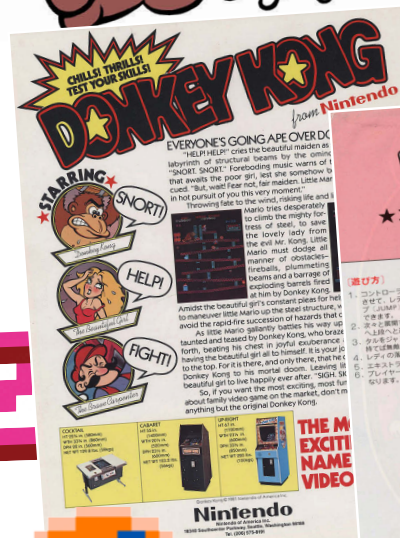 CHILLS! THRILLS!
TEST YOUR SKILLS!
DONKEY KONG
from Nintendo
STARRING
SNORT!
Donkey Kong
HELP!
The Beautiful Girl
FIGHT!
The Brave Carpenter
EVERYONE'S GOING APE OVER DO
"HELP! HELP!" cries the beautiful maiden as
labyrinth of structural beams by the omino
"SNORT. SNORT." Foreboding music warns of
that awaits the poor girl, lest she somehow b
cued. "But, wait! Fear not, fair maiden. Little Mar
in hot pursuit of you this very moment."
Throwing fate to the wind, risking life and l
Mario tries desperately
to climb the mighty for-
tress of steel, to save
the lovely lady from
the evil Mr. Kong. Little
Mario must dodge all
manner of obstacles-
fireballs, plummeting
beams and a barrage of
exploding barrels fired
at him by Donkey Kong.
Amidst the beautiful girl's constant pleas for hel
to maneuver little Mario up the steel structure, w
avoid the rapid-fire succession of hazards that c
As little Mario gallantly battles his way up
taunted and teased by Donkey Kong, who braze
forth, beating his chest in joyful exuberance
having the beautiful girl all to himself. It is your jo
to the top. For it is there, and only there, that he c
Donkey Kong to his mortal doom. Leaving li
beautiful girl to live happily ever after. "SIGH. SI
So, if you want the most exciting, most fun
about family video game on the market, don't m
anything but the original Donkey Kong.
COCKTAIL
CABARET
UP-RIGHT
THE M
EXCITI
NAME
VIDEO
Nintendo
Nintendo of America Inc.
遊び方